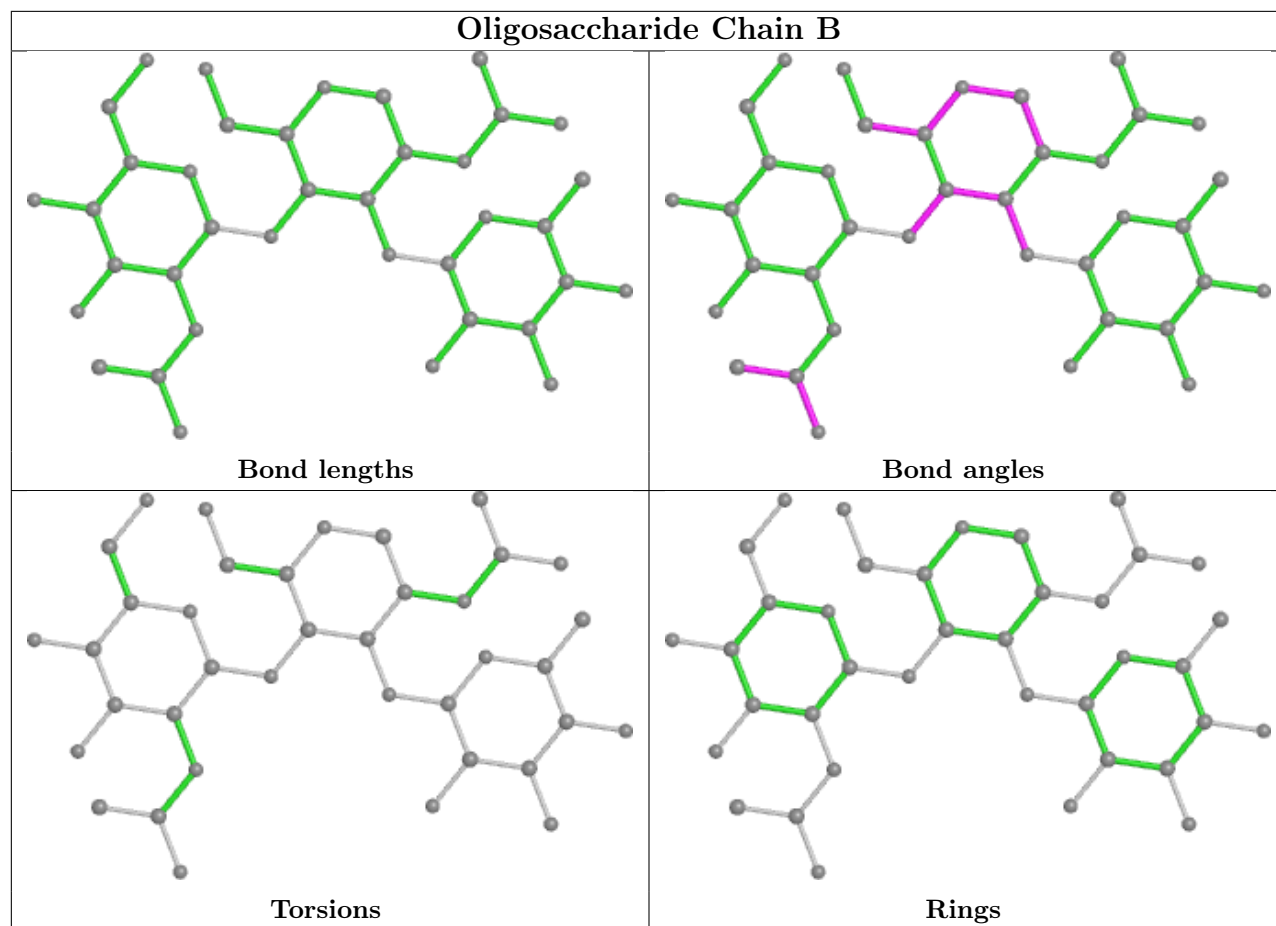 Oligosaccharide Chain B
Bond lengths
Bond angles
Torsions
Rings